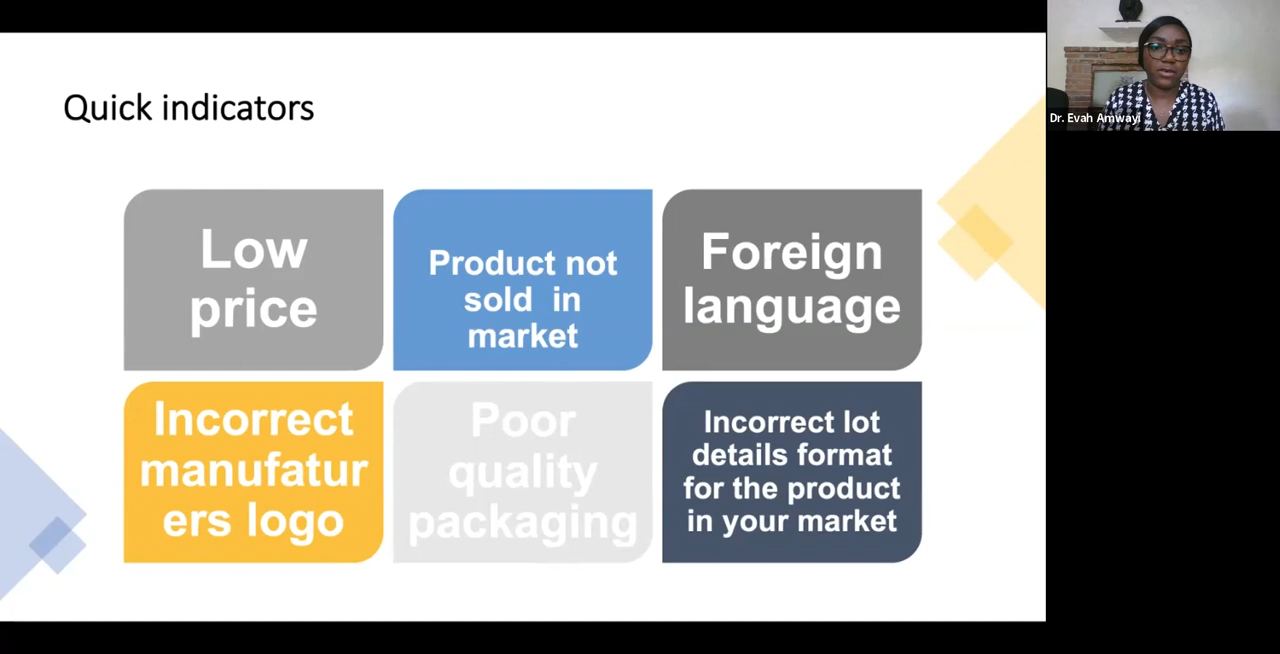 Quick indicators
Dr. Evah Amwayi
Low
price
Product not
sold in
market
Foreign
language
Incorrect
manufatur
ers logo
Poor
quality
packaging
Incorrect lot
details format
for the product
in your market